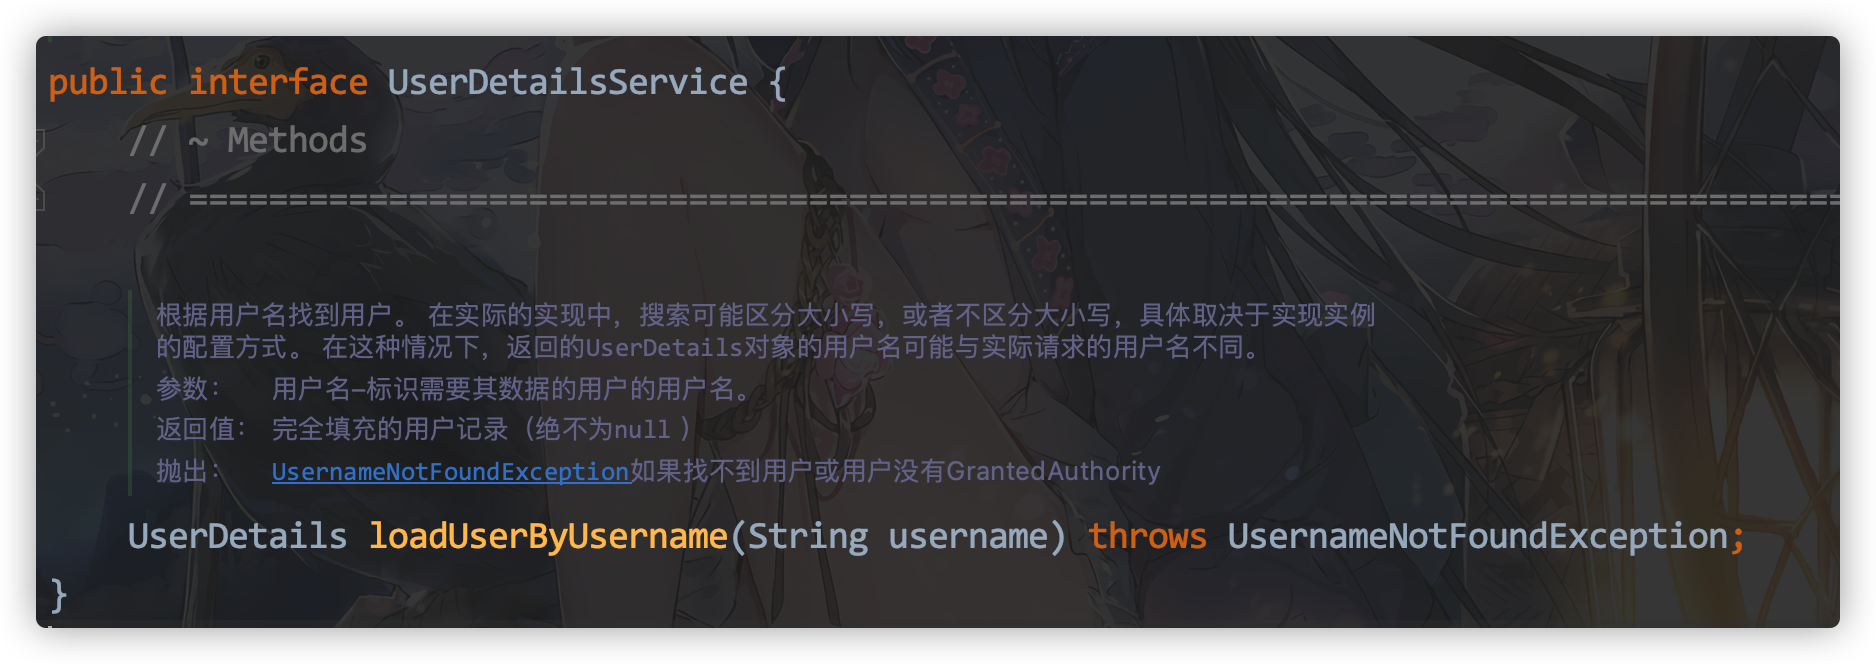 public interface UserDetailsService {
// ~ Methods
// ===================================================================================
根据用户名找到用户。 在实际的实现中，搜索可能区分大小写，或者不区分大小写，具体取决于实现实例
的配置方式。 在这种情况下，返回的UserDetails对象的用户名可能与实际请求的用户名不同。
参数： 用户名–标识需要其数据的用户的用户名。
返回值： 完全填充的用户记录（绝不为null ）
抛出： UsernameNotFoundException如果找不到用户或用户没有GrantedAuthority
UserDetails loadUserByUsername(String username) throws UsernameNotFoundException;
}